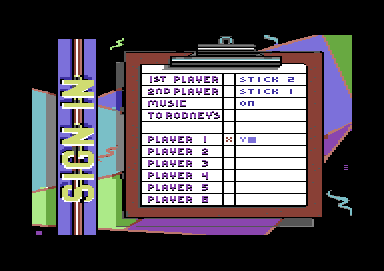 SIGN IN
1ST PLAYER STICK 2
2ND PLAYER STICK 1
MUSIC ON
TO RODNEY'S
PLAYER 1 X Y
PLAYER 2
PLAYER 3
PLAYER 4
PLAYER 5
PLAYER 6